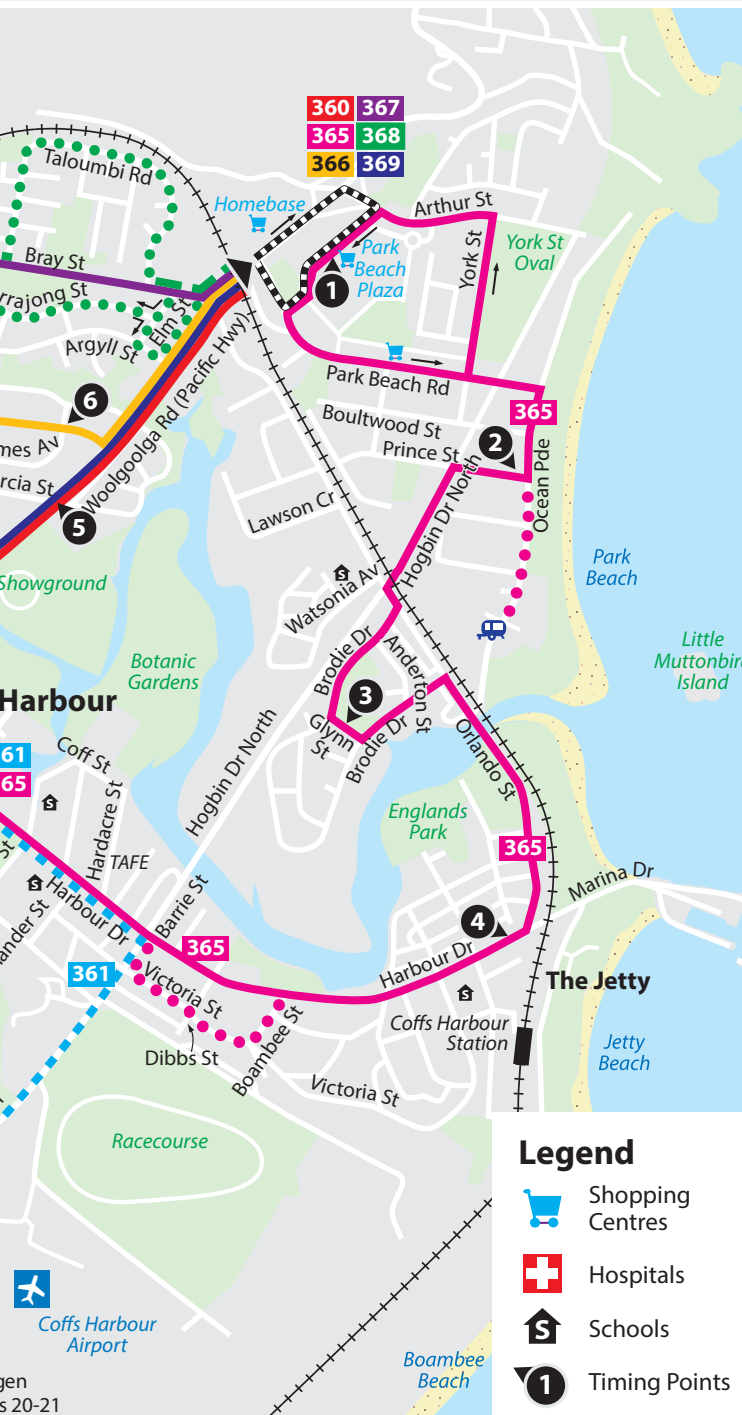 360 367
365 368
366 369
Taloumbi Rd
Homebase
Arthur St
Bray St
Park
Beach
Plaza
York St
York St
Oval
rrajong St
Elm St
1
Argyll St
Woolgoolga Rd (Pacific Hwy)
Park Beach Rd
6
365
Boultwood St
mes Av
Prince St
2
rcia St
5
Lawson Cr
Hogbin Dr North
Ocean Pde
Showground
S
Watsonia Av
Park
Beach
Botanic
Gardens
Brodie Dr
Anderton St
Little
Muttonbir
Island
Harbour
3
Glynn
St
Brodie Dr
Orlando St
61
65
Coff St
Hogbin Dr North
S
Hardacre St
Englands
Park
St
TAFE
365
S
Harbour Dr
Barrie St
Marina Dr
ander St
4
365
Harbour Dr
361
Victoria St
The Jetty
S
Dibbs St
Boambee St
Coffs Harbour
Station
Jetty
Beach
Victoria St
Racecourse
Legend
Shopping
Centres
Hospitals
S
Schools
1
Timing Points
Coffs Harbour
Airport
Boambee
Beach
gen
s 20-21